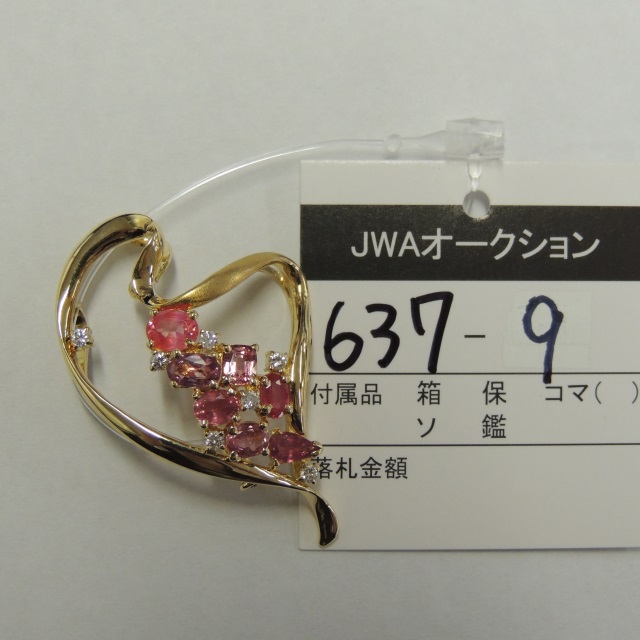 JWAオークション
637-9
付属品 箱 保 コマ( )
ソ 鑑
落札金額